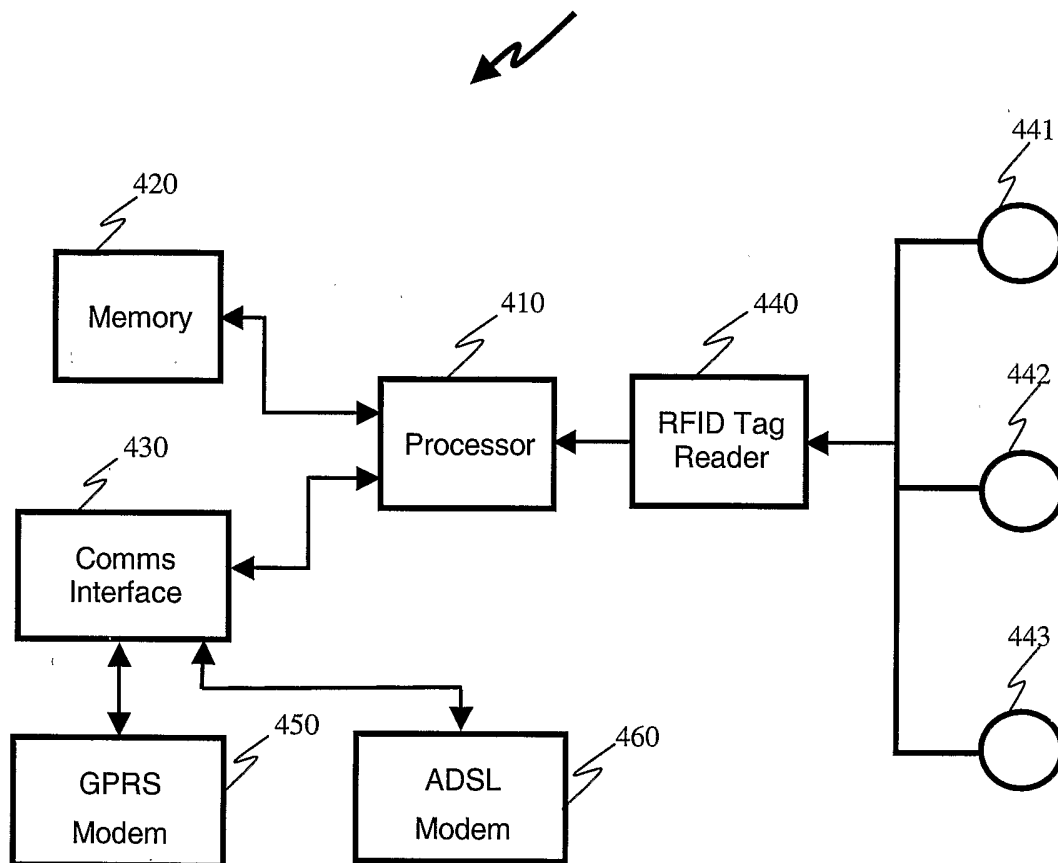 441
420
410
440
Memory
442
Processor
RFID Tag
Reader
430
Comms
Interface
443
450
460
GPRS
Modem
ADSL
Modem